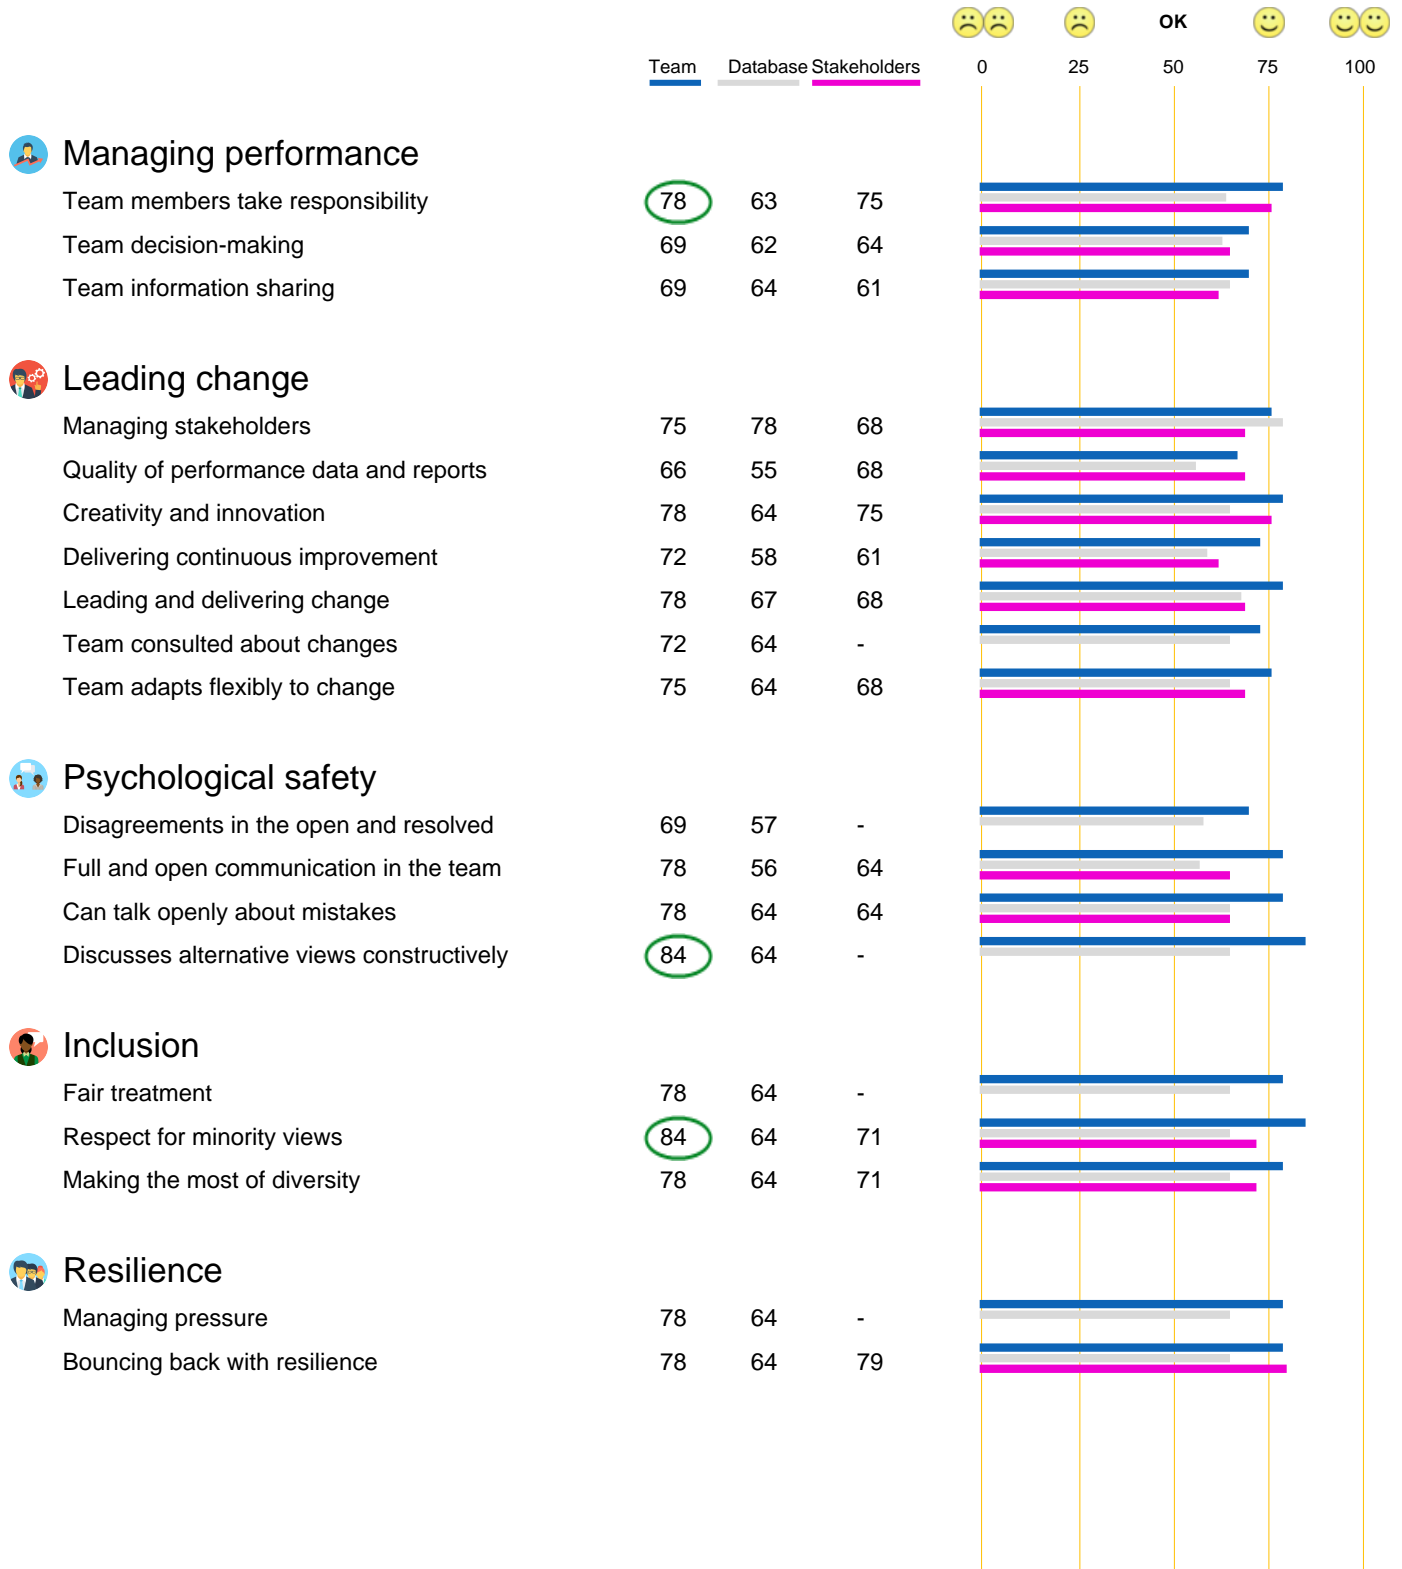 OK
Team Database Stakeholders 0 25 50 75 100
Managing performance
Team members take responsibility 78 63 75
Team decision-making 69 62 64
Team information sharing 69 64 61
Leading change
Managing stakeholders 75 78 68
Quality of performance data and reports 66 55 68
Creativity and innovation 78 64 75
Delivering continuous improvement 72 58 61
Leading and delivering change 78 67 68
Team consulted about changes 72 64 -
Team adapts flexibly to change 75 64 68
Psychological safety
Disagreements in the open and resolved 69 57 -
Full and open communication in the team 78 56 64
Can talk openly about mistakes 78 64 64
Discusses alternative views constructively 84 64 -
Inclusion
Fair treatment 78 64 -
Respect for minority views 84 64 71
Making the most of diversity 78 64 71
Resilience
Managing pressure 78 64 -
Bouncing back with resilience 78 64 79